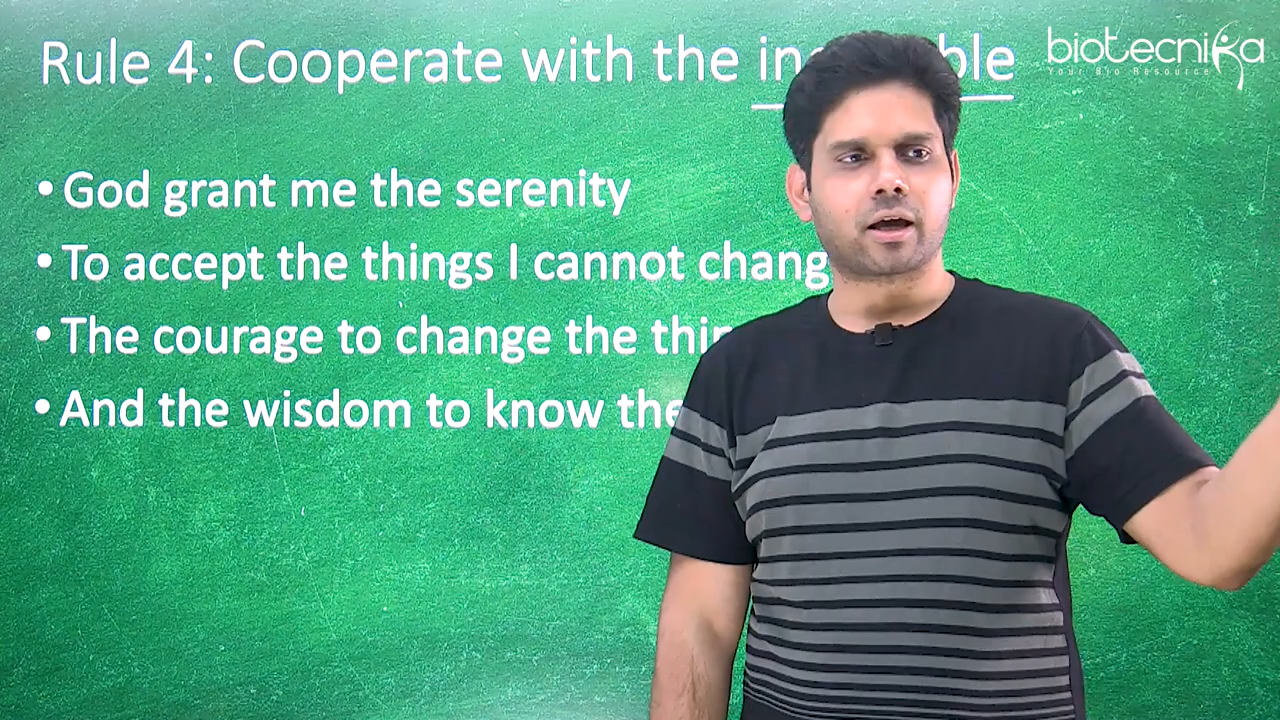 Rule 4: Cooperate with the
biotecnika
Your Bio Resource
• God grant me the serenity
• To accept the things I cannot
• The courage to change the
• And the wisdom to know